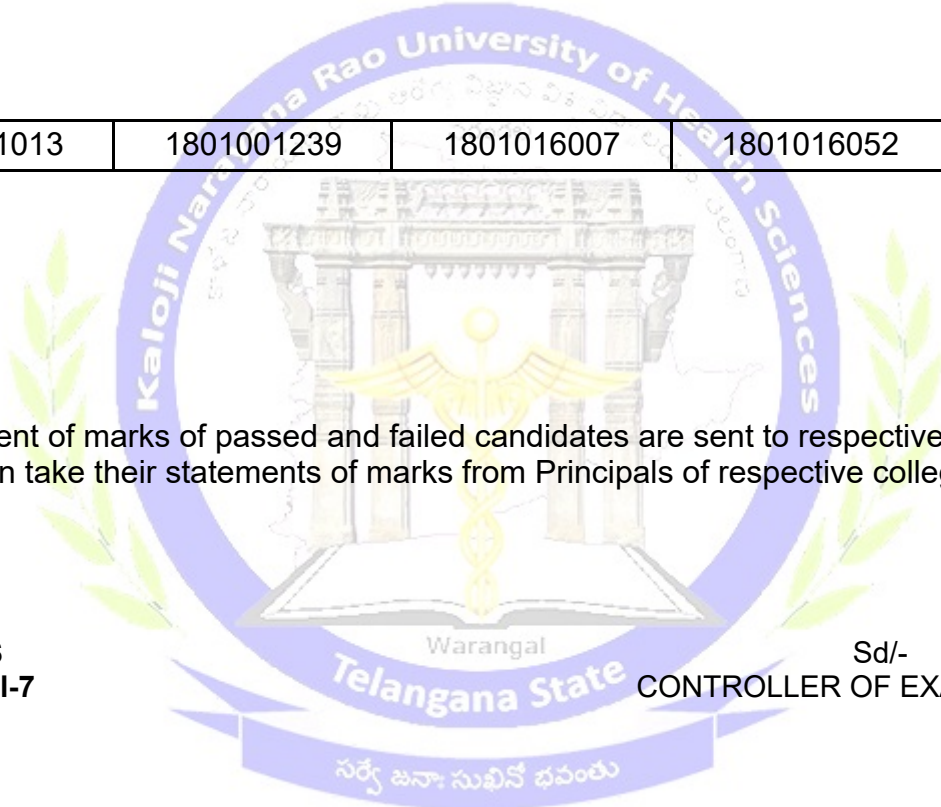 Kaloji Narayana Rao University of Health Sciences
1013 1801001239 1801016007 1801016052
ent of marks of passed and failed candidates are sent to respective
n take their statements of marks from Principals of respective colleg
Warangal
Sd/-
I-7 CONTROLLER OF EXA
Telangana State
సర్వే జనాః సుఖినో భవంతు